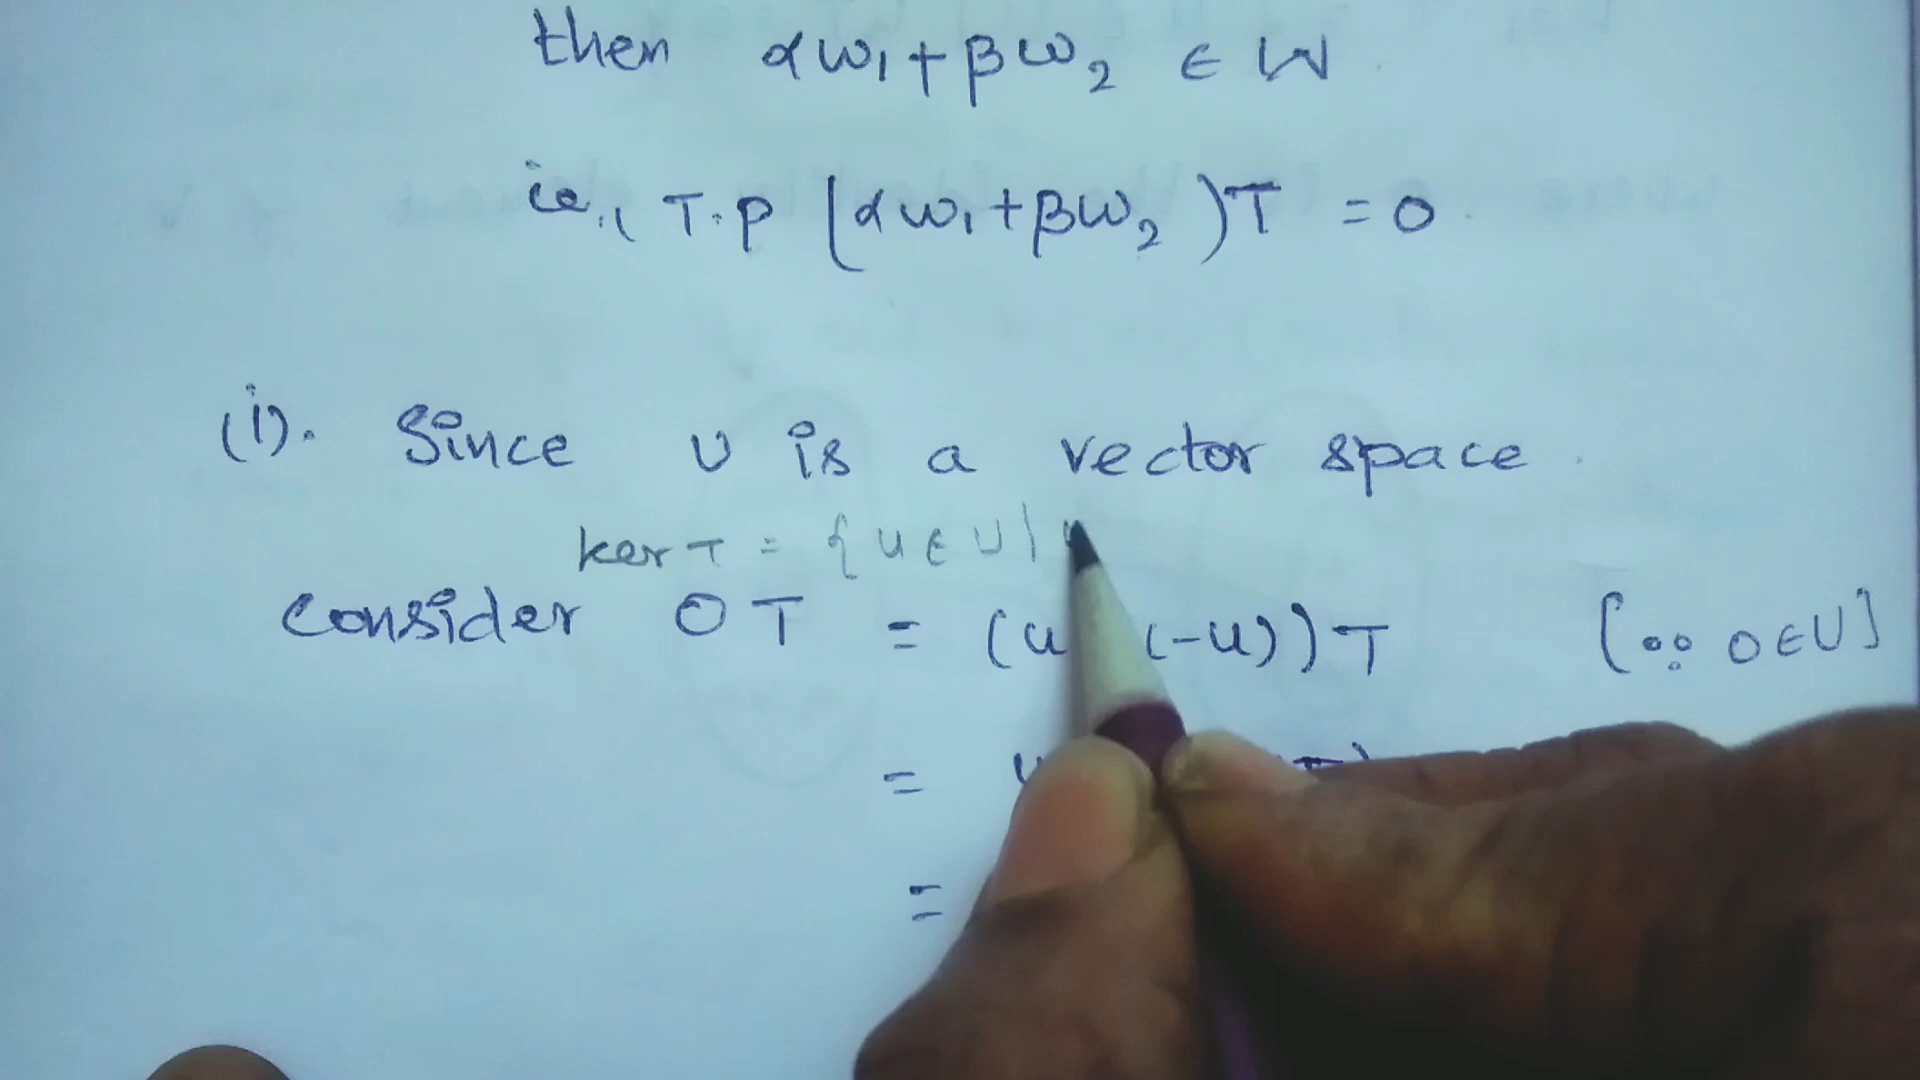 then αw₁+βw₂ ∈ W
ie., T.P (αw₁+βw₂)T = 0
(i). Since U is a vector space.
ker T = {u ∈ U |
Consider 0T = (u (-u))T [∵ 0∈U]
=
=